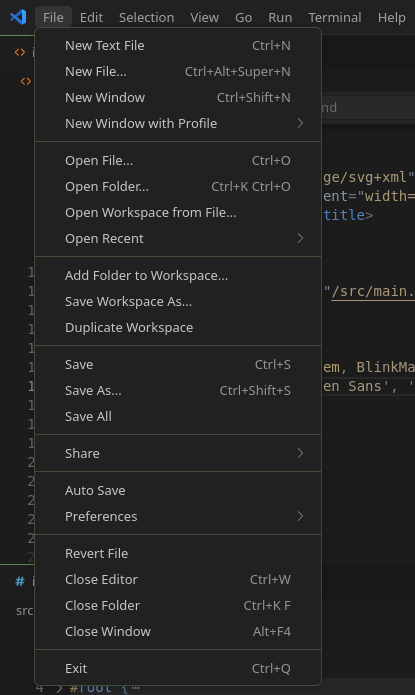 File Edit Selection View Go Run Terminal Help
New Text File Ctrl+N
New File... Ctrl+Alt+Super+N
New Window Ctrl+Shift+N
nd
New Window with Profile
Open File... Ctrl+O
ge/svg+xml"
Open Folder... Ctrl+K Ctrl+O
ent="width=
Open Workspace from File...
title>
Open Recent
Add Folder to Workspace...
"/src/main.
Save Workspace As...
Duplicate Workspace
Save Ctrl+S
em, BlinkMa
Save As... Ctrl+Shift+S
en Sans', '
Save All
Share
Auto Save
Preferences
Revert File
Close Editor Ctrl+W
Close Folder Ctrl+K F
src
Close Window Alt+F4
Exit Ctrl+Q
4 #root {…